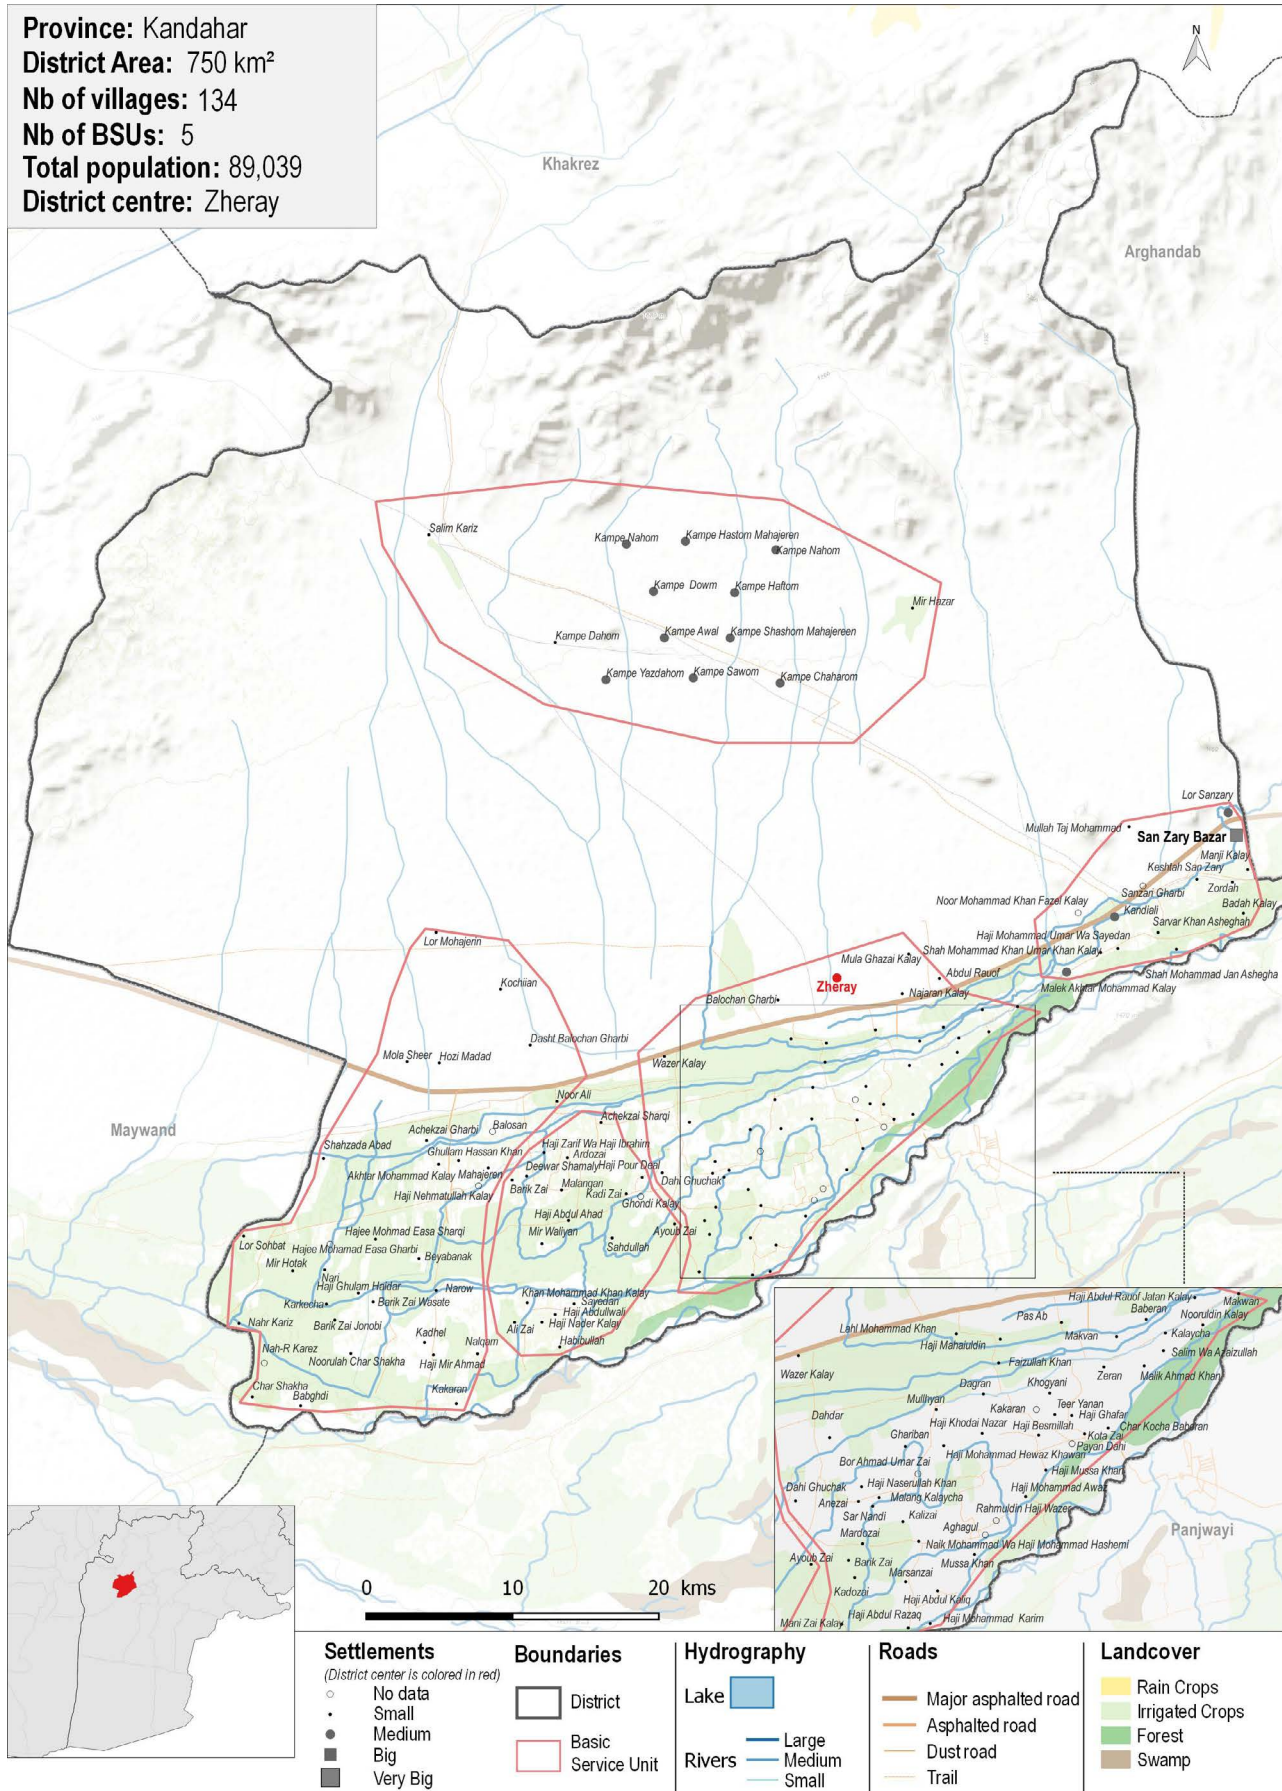 Province: Kandahar
District Area: 750 km²
Nb of villages: 134
Nb of BSUs: 5
Total population: 89,039
District centre: Zheray
N
Khakrez
Arghandab
Salim Kariz
Kampe Nahom
Kampe Hastom Mahajeren
Kampe Nahom
Kampe Dowm
Kampe Haftom
Mir Hazar
Kampe Dahom
Kampe Awal
Kampe Shashom Mahajereen
Kampe Yazdahom
Kampe Sawom
Kampe Chaharom
Lor Sanzary
Mullah Taj Mohammad
San Zary Bazar
Manji Kalay
Keshtah San Zary
Sanzari Gharbi
Zordah
Noor Mohammad Khan Fazel Kalay
Kandiali
Badah Kalay
Sarvar Khan Asheghah
Haji Mohammad Umar Wa Sayedan
Lor Mohajerin
Shah Mohammad Khan Umar Khan Kalay
Mula Ghazai Kalay
Abdul Rauof
Shah Mohammad Jan Ashegha
Kochiian
Zheray
Malek Akhtar Mohammad Kalay
Najaran Kalay
Balochan Gharbi
Dasht Balochan Gharbi
Mola Sheer
Hozi Madad
Wazer Kalay
Noor Ali
Maywand
Achekzai Sharqi
Achekzai Gharbi
Balosan
Shahzada Abad
Haji Zarif Wa Haji Ibrahim
Ghullam Hassan Khan
Ardozai
Akhtar Mohammad Kalay
Mahajeren
Deewar Shamaly
Haji Pour Deal
Dahi Ghuchak
Barik Zai
Malangan
Haji Nehmatullah Kalay
Kadi Zai
Ghondi Kalay
Haji Abdul Ahad
Hajee Mohmad Easa Sharqi
Mir Waliyan
Ayoub Zai
Lor Sohbat
Hajee Mohamad Easa Gharbi
Beyabanak
Sahdullah
Mir Hotak
Nari
Haji Ghulam Haidar
Narow
Khan Mohammad Khan Kalay
Karkecha
Barik Zai Wasate
Sayedan
Haji Abdullwali
Nahr Kariz
Barik Zai Jonobi
Ali Zai
Haji Nader Kalay
Kadhel
Nalqam
Habibullah
Nah-R Karez
Noorulah Char Shakha
Haji Mir Ahmad
Char Shakha
Babghdi
Kakaran
Haji Abdul Rauof Jatan Kalay
Makwan
Pas Ab
Baberan
Nooruldin Kalay
Lahl Mohammad Khan
Haji Mahaiuldin
Makvan
Kalaycha
Salim Wa Azaizullah
Wazer Kalay
Faizullah Khan
Zeran
Malik Ahmad Khan
Dagran
Khogyani
Mullhyan
Kakaran
Teer Yanan
Dahdar
Haji Ghafar
Haji Khodai Nazar
Haji Besmillah
Char Kocha Babaran
Ghariban
Kota Zai
Payan Dahi
Haji Mohammad Hewaz Khawan
Bor Ahmad Umar Zai
Haji Mussa Khan
Dahi Ghuchak
Haji Naserullah Khan
Haji Mohammad Awaz
Anezai
Malang Kalaycha
Rahmuldin Haji Wazer
Sar Nandi
Kalizai
Aghagul
Panjwayi
Mardozai
Naik Mohammad Wa Haji Mohammad Hashemi
Ayoub Zai
Barik Zai
Mussa Khan
Marsanzai
Kadozai
Haji Abdul Kaliq
Haji Abdul Razaq
Mani Zai Kalay
Haji Mohammad Karim
0 10 20 kms
Settlements
(District center is colored in red)
No data
Small
Medium
Big
Very Big
Boundaries
District
Basic
Service Unit
Hydrography
Lake
Rivers
Large
Medium
Small
Roads
Major asphalted road
Asphalted road
Dust road
Trail
Landcover
Rain Crops
Irrigated Crops
Forest
Swamp